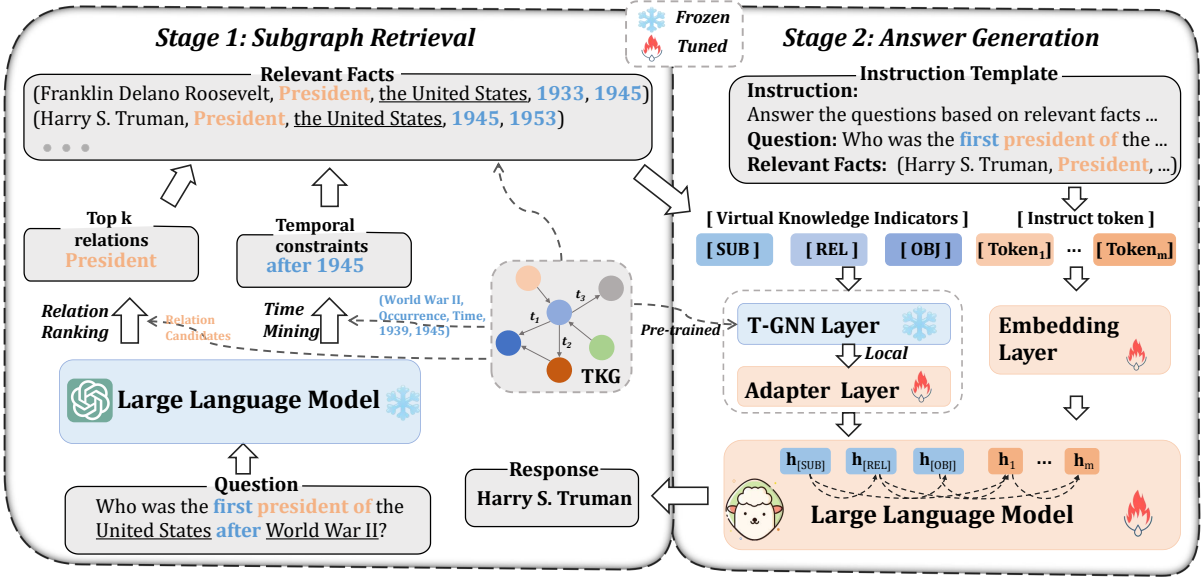 Stage 1: Subgraph Retrieval
Frozen
Tuned
Stage 2: Answer Generation
Relevant Facts
(Franklin Delano Roosevelt, President, the United States, 1933, 1945)
(Harry S. Truman, President, the United States, 1945, 1953)
Instruction Template
Instruction:
Answer the questions based on relevant facts ...
Question: Who was the first president of the ...
Relevant Facts: (Harry S. Truman, President, ...)
Top k
relations
President
Temporal
constraints
after 1945
[ Virtual Knowledge Indicators ]
[ Instruct token ]
[ SUB ]
[ REL ]
[ OBJ ]
[ Token1]
...
[ Tokenm]
Relation
Ranking
Relation
Candidates
Time
Mining
(World War II,
Occurrence, Time,
1939, 1945)
t1
t2
t3
TKG
Pre-trained
T-GNN Layer
Local
Adapter Layer
Embedding
Layer
Large Language Model
h[SUB]
h[REL]
h[OBJ]
h1
...
hm
Large Language Model
Response
Harry S. Truman
Question
Who was the first president of the
United States after World War II?